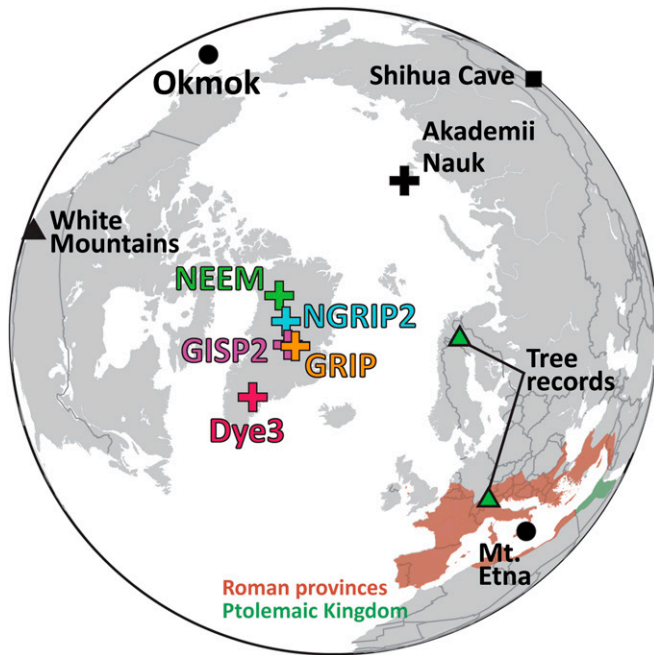 Okmok
Shihua Cave
Akademii
Nauk
White
Mountains
NEEM
NGRIP2
GISP2
GRIP
Tree
records
Dye3
Mt.
Etna
Roman provinces
Ptolemaic Kingdom